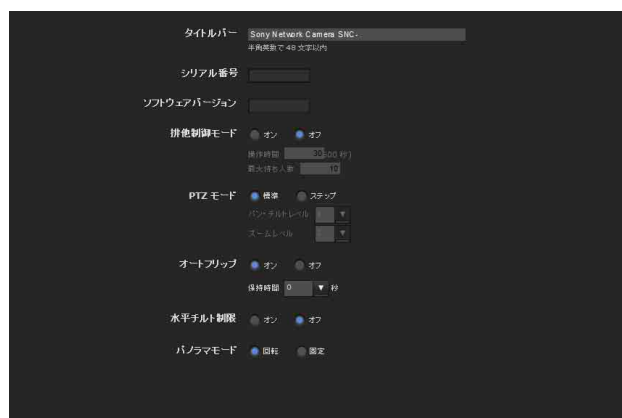 タイトルバー Sony Network Camera SNC-
半角英数で 48 文字以内
シリアル番号
ソフトウェアバージョン
排他制御モード オン オフ
操作時間 30 600 秒)
最大待ち人数 10
PTZ モード 標準 ステップ
パン・チルトレベル
ズームレベル
オートフリップ オン オフ
保持時間 0 ▼ 秒
水平チルト制限 オン オフ
パノラマモード 回転 固定